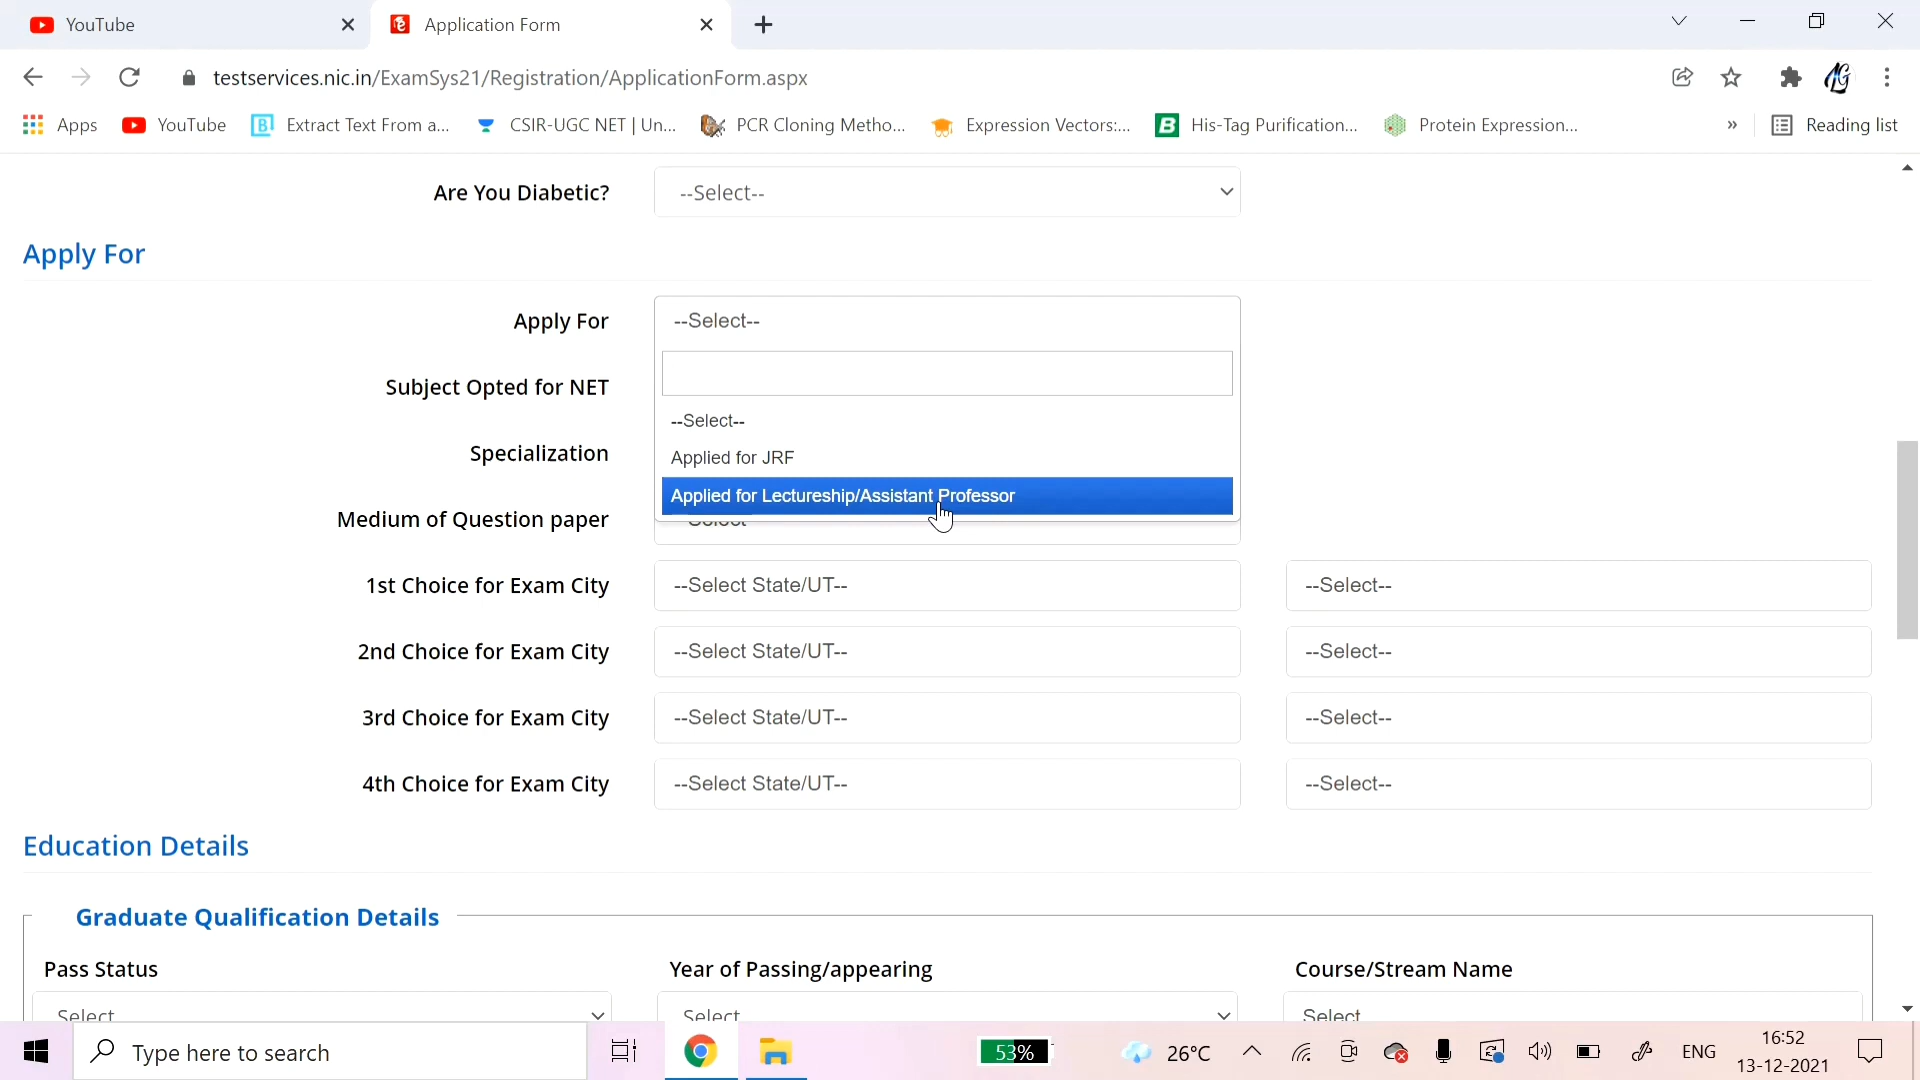 YouTube
Application Form
testservices.nic.in/ExamSys21/Registration/ApplicationForm.aspx
Apps YouTube Extract Text From a... CSIR-UGC NET | Un... PCR Cloning Metho... Expression Vectors:... His-Tag Purification... Protein Expression... » Reading list
Are You Diabetic? --Select--
Apply For
Apply For --Select--
Subject Opted for NET
--Select--
Specialization Applied for JRF
Applied for Lectureship/Assistant Professor
Medium of Question paper
1st Choice for Exam City --Select State/UT-- --Select--
2nd Choice for Exam City --Select State/UT-- --Select--
3rd Choice for Exam City --Select State/UT-- --Select--
4th Choice for Exam City --Select State/UT-- --Select--
Education Details
Graduate Qualification Details
Pass Status Year of Passing/appearing Course/Stream Name
Select Select Select
Type here to search 53% 26°C ENG 16:52
13-12-2021